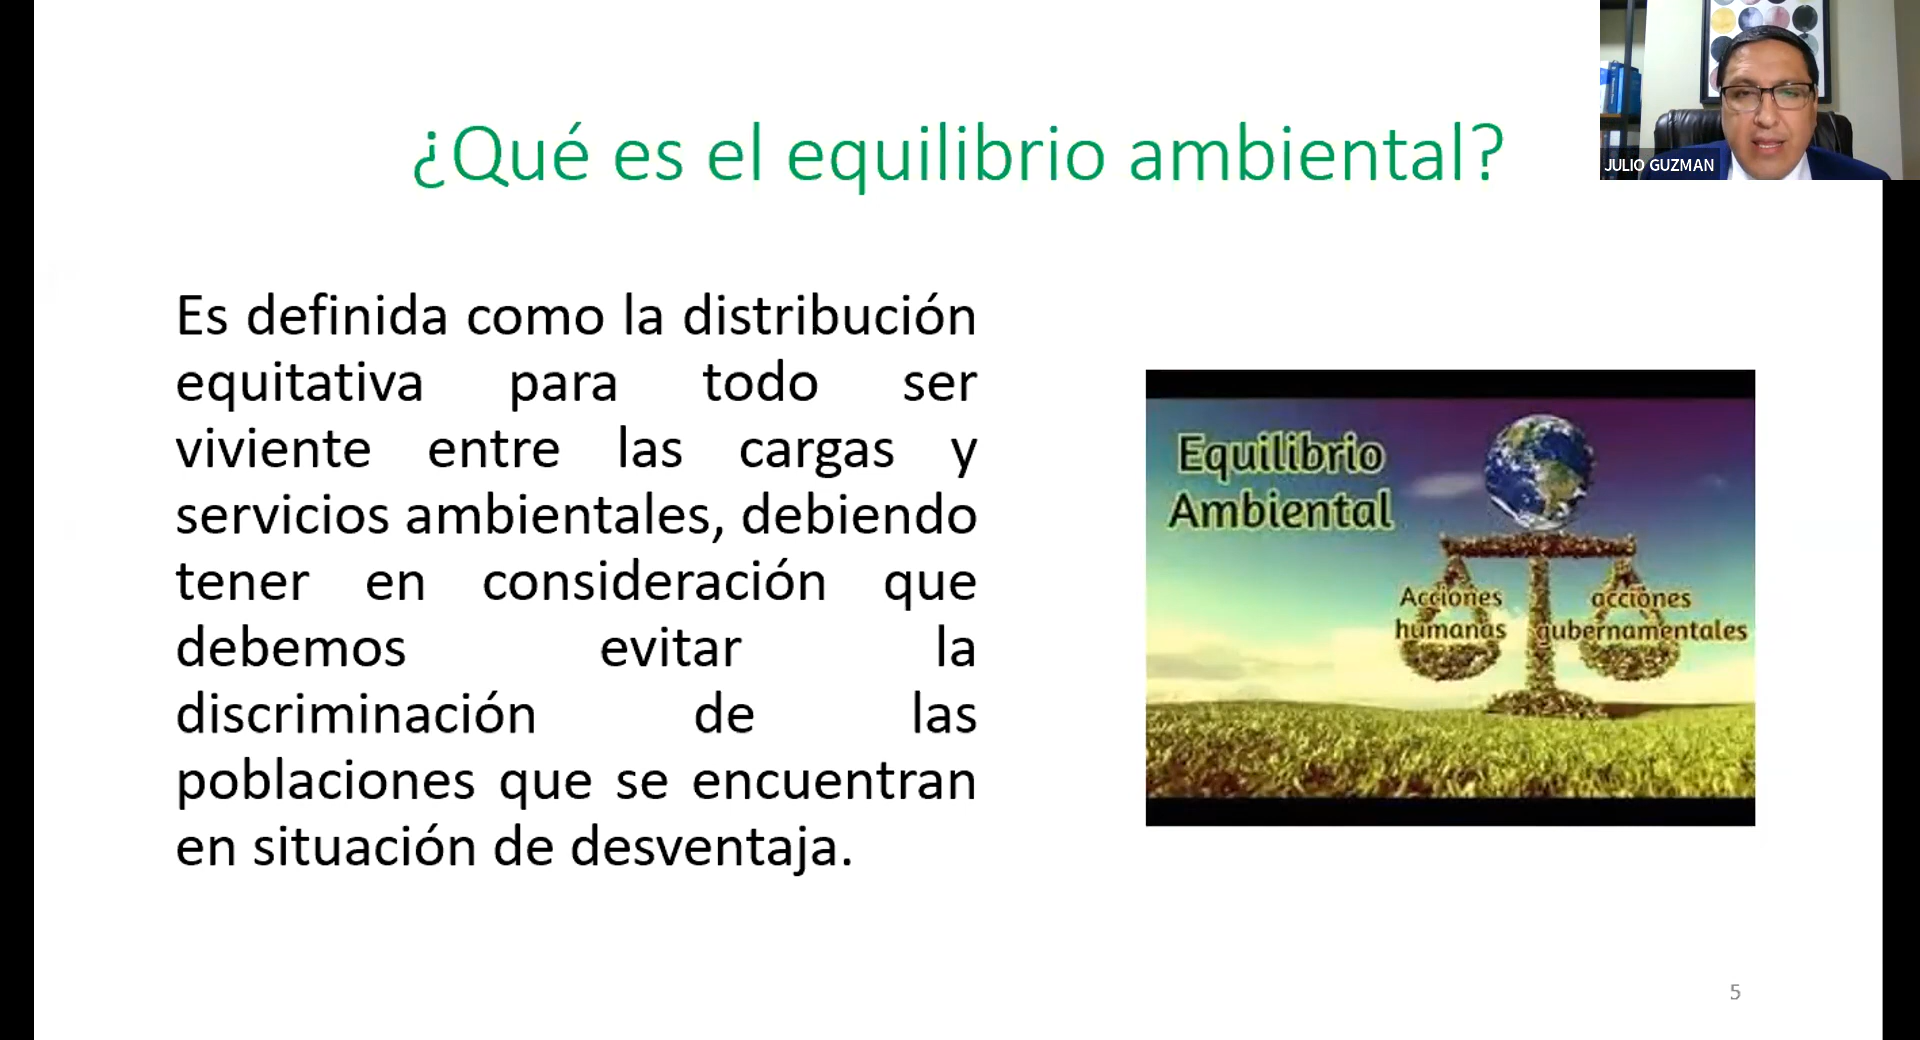 ¿Qué es el equilibrio ambiental?
JULIO GUZMAN
Es definida como la distribución
equitativa para todo ser
viviente entre las cargas y
servicios ambientales, debiendo
tener en consideración que
debemos evitar la
discriminación de las
poblaciones que se encuentran
en situación de desventaja.
Equilibrio
Ambiental
Acciones
humanas
acciones
gubernamentales
5